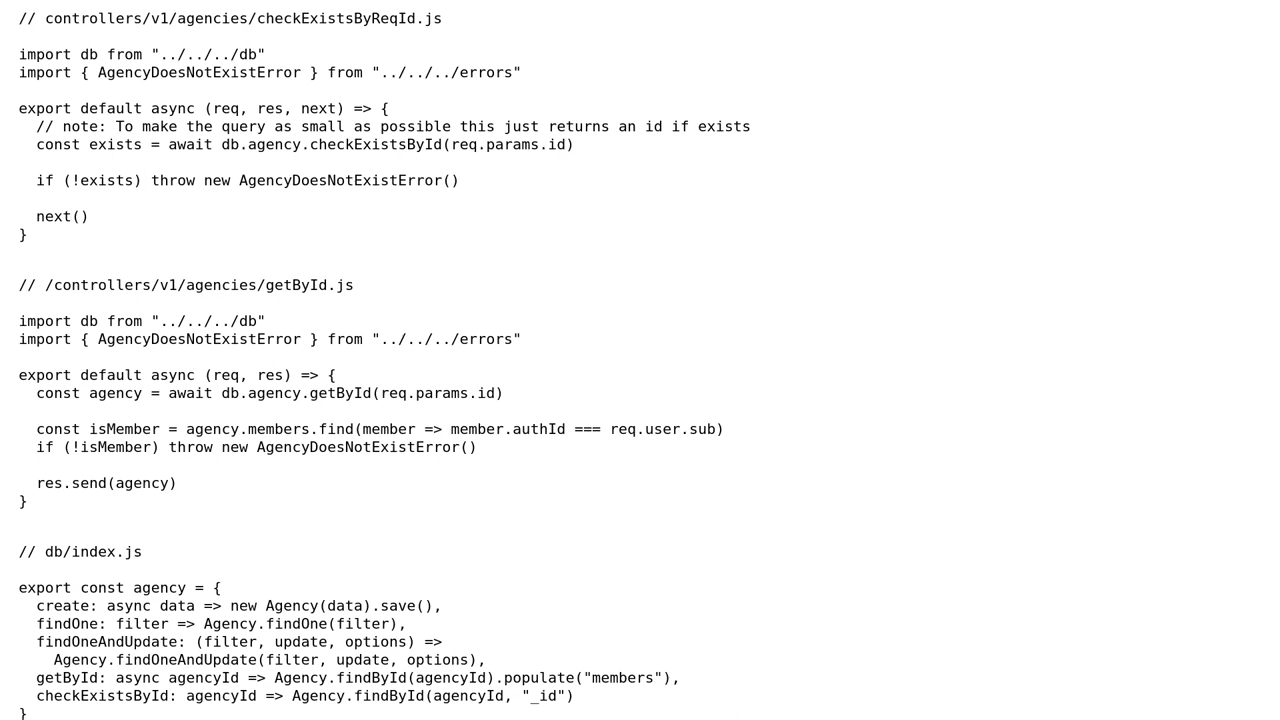 // controllers/v1/agencies/checkExistsByReqId.js
import db from "../../../db"
import { AgencyDoesNotExistError } from "../../../errors"
export default async (req, res, next) => {
  // note: To make the query as small as possible this just returns an id if exists
  const exists = await db.agency.checkExistsById(req.params.id)
  if (!exists) throw new AgencyDoesNotExistError()
  next()
}
// /controllers/v1/agencies/getById.js
import db from "../../../db"
import { AgencyDoesNotExistError } from "../../../errors"
export default async (req, res) => {
  const agency = await db.agency.getById(req.params.id)
  const isMember = agency.members.find(member => member.authId === req.user.sub)
  if (!isMember) throw new AgencyDoesNotExistError()
  res.send(agency)
}
// db/index.js
export const agency = {
  create: async data => new Agency(data).save(),
  findOne: filter => Agency.findOne(filter),
  findOneAndUpdate: (filter, update, options) =>
    Agency.findOneAndUpdate(filter, update, options),
  getById: async agencyId => Agency.findById(agencyId).populate("members"),
  checkExistsById: agencyId => Agency.findById(agencyId, "_id")
}